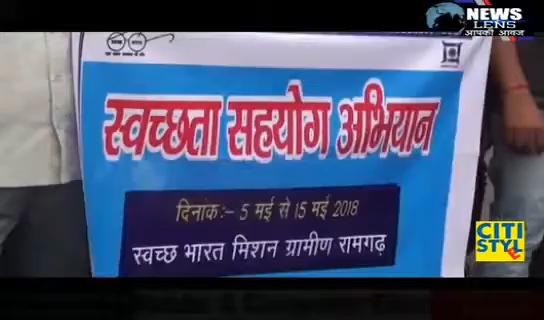 NEWS
LENS
आपकी आवाज
स्वच्छता सहयोग अभियान
दिनांक:- 5 मई से 15 मई 2018
स्वच्छ भारत मिशन ग्रामीण रामगढ़
CITI
STYLE